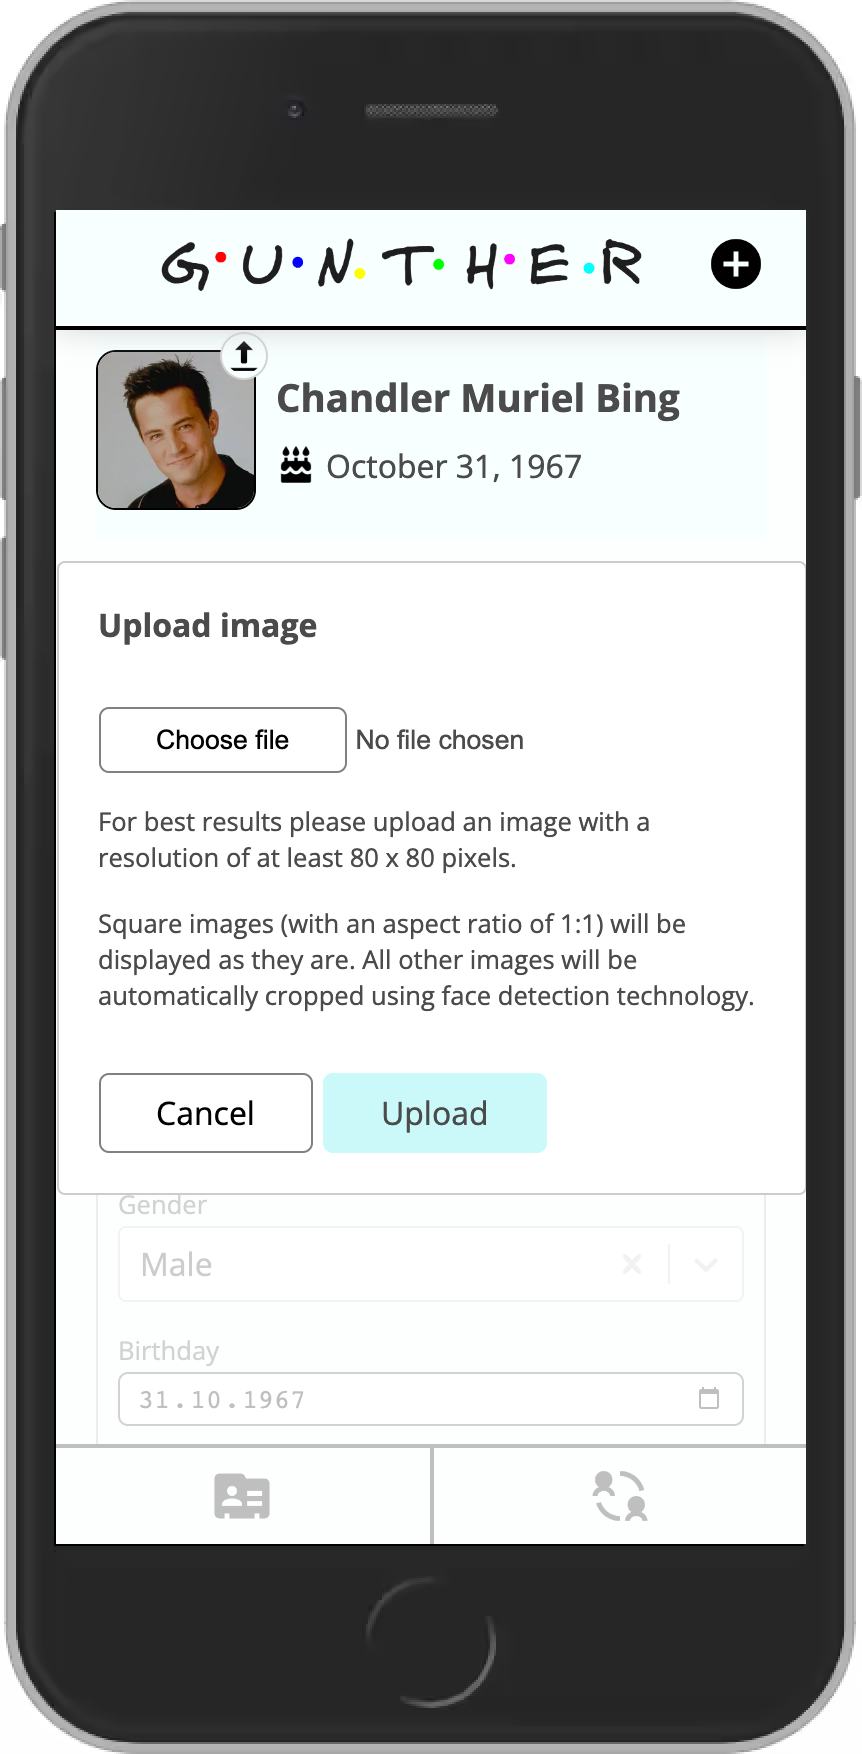 G·U·N·T·H·E·R
Chandler Muriel Bing
October 31, 1967
Upload image
Choose file No file chosen
For best results please upload an image with a
resolution of at least 80 x 80 pixels.
Square images (with an aspect ratio of 1:1) will be
displayed as they are. All other images will be
automatically cropped using face detection technology.
Cancel Upload
Gender
Male
Birthday
31.10.1967